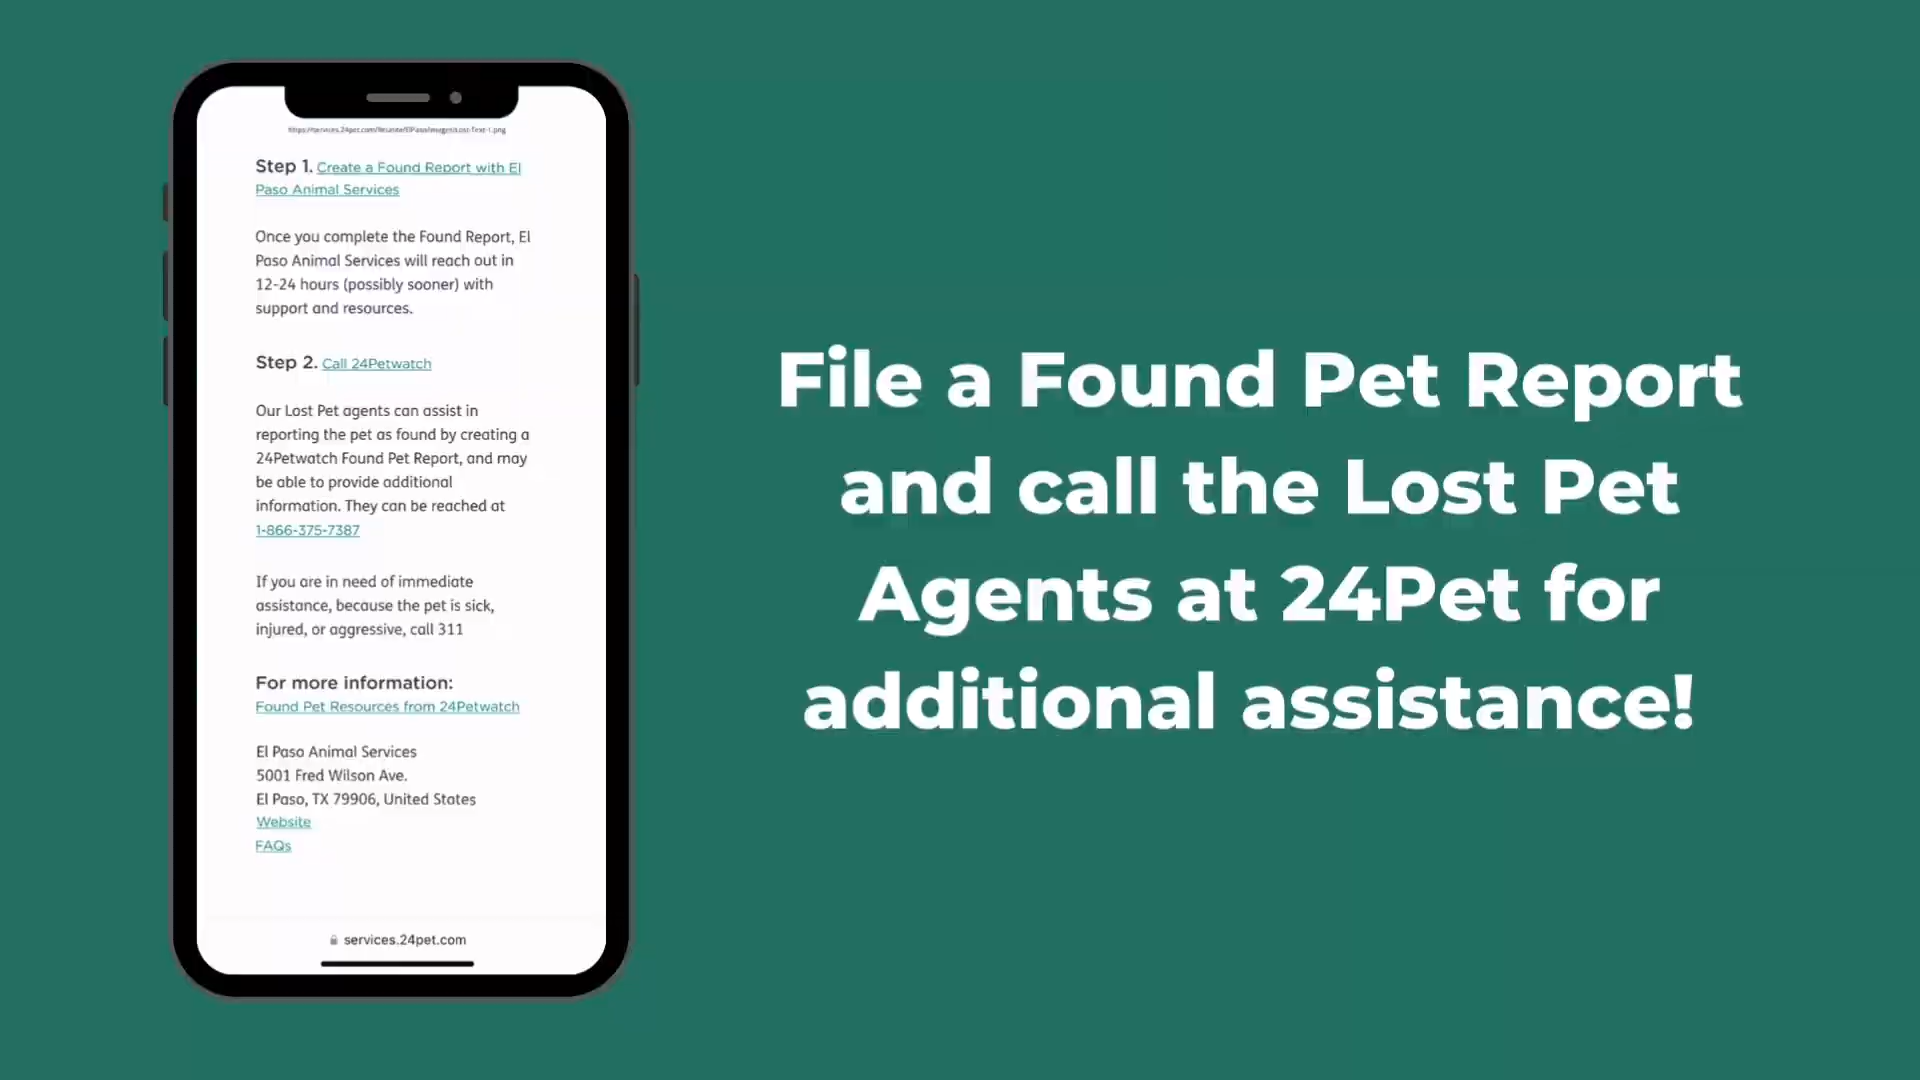 Step 1. Create a Found Report with El
Paso Animal Services
Once you complete the Found Report, El
Paso Animal Services will reach out in
12-24 hours (possibly sooner) with
support and resources.
Step 2. Call 24Petwatch
Our Lost Pet agents can assist in
reporting the pet as found by creating a
24Petwatch Found Pet Report, and may
be able to provide additional
information. They can be reached at
1-866-375-7387
If you are in need of immediate
assistance, because the pet is sick,
injured, or aggressive, call 311
For more information:
Found Pet Resources from 24Petwatch
El Paso Animal Services
5001 Fred Wilson Ave.
El Paso, TX 79906, United States
Website
FAQs
services.24pet.com
File a Found Pet Report
and call the Lost Pet
Agents at 24Pet for
additional assistance!